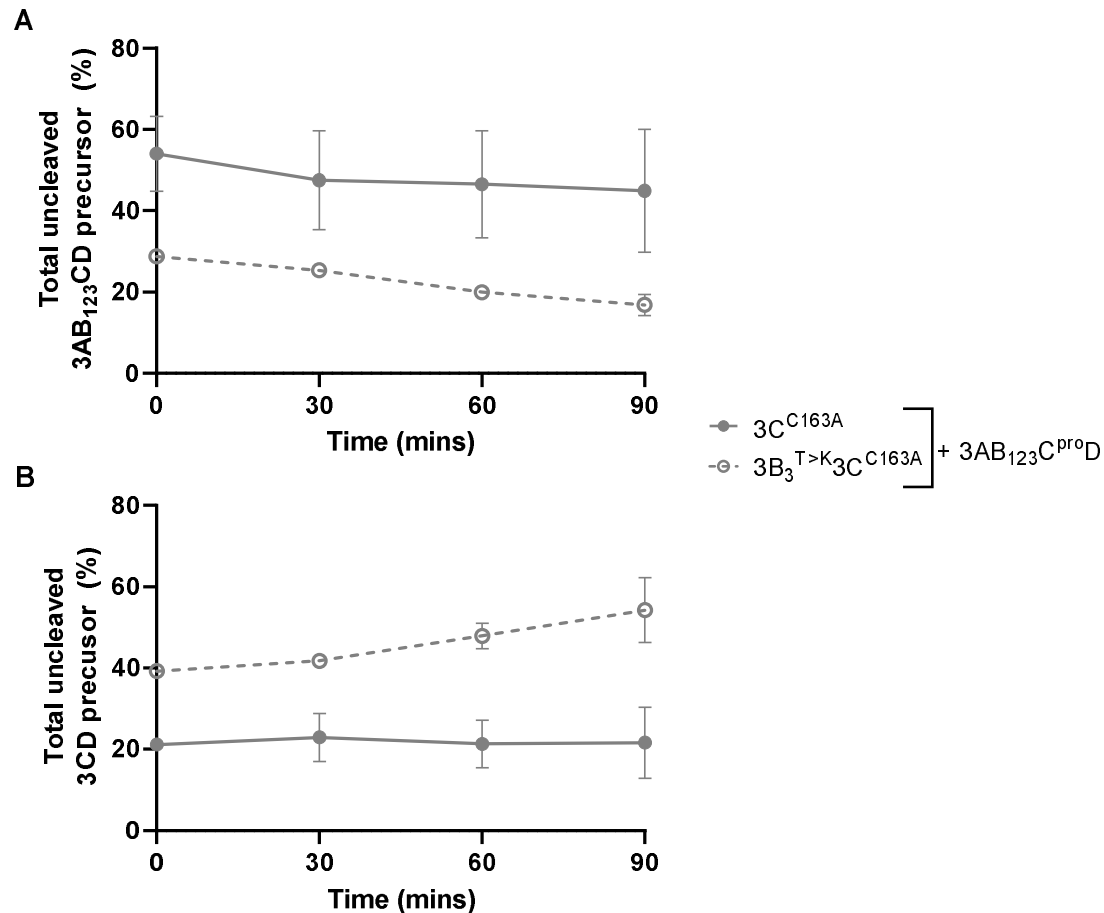 A
Total uncleaved
3AB₁₂₃CD precursor (%)
80
60
40
20
0
0 30 60 90
Time (mins)
3Cᶜ¹⁶³ᴬ
3B₃ᵀ>ᴷ3Cᶜ¹⁶³ᴬ
+ 3AB₁₂₃CᵖʳᵒD
B
Total uncleaved
3CD precusor (%)
80
60
40
20
0
0 30 60 90
Time (mins)